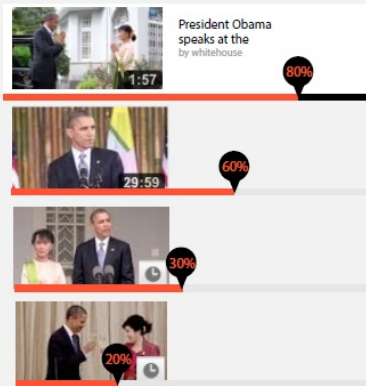 President Obama
speaks at the
by whitehouse
1:57
80%
60%
29:59
30%
20%